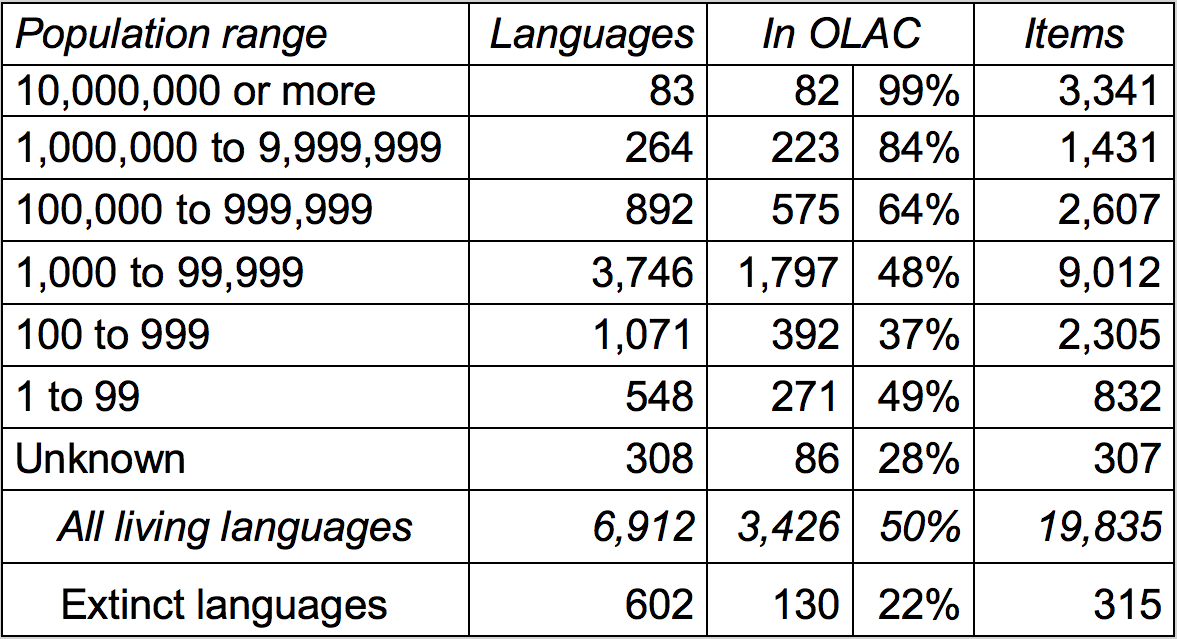 Population range Languages In OLAC Items
10,000,000 or more 83 82 99% 3,341
1,000,000 to 9,999,999 264 223 84% 1,431
100,000 to 999,999 892 575 64% 2,607
1,000 to 99,999 3,746 1,797 48% 9,012
100 to 999 1,071 392 37% 2,305
1 to 99 548 271 49% 832
Unknown 308 86 28% 307
All living languages 6,912 3,426 50% 19,835
Extinct languages 602 130 22% 315